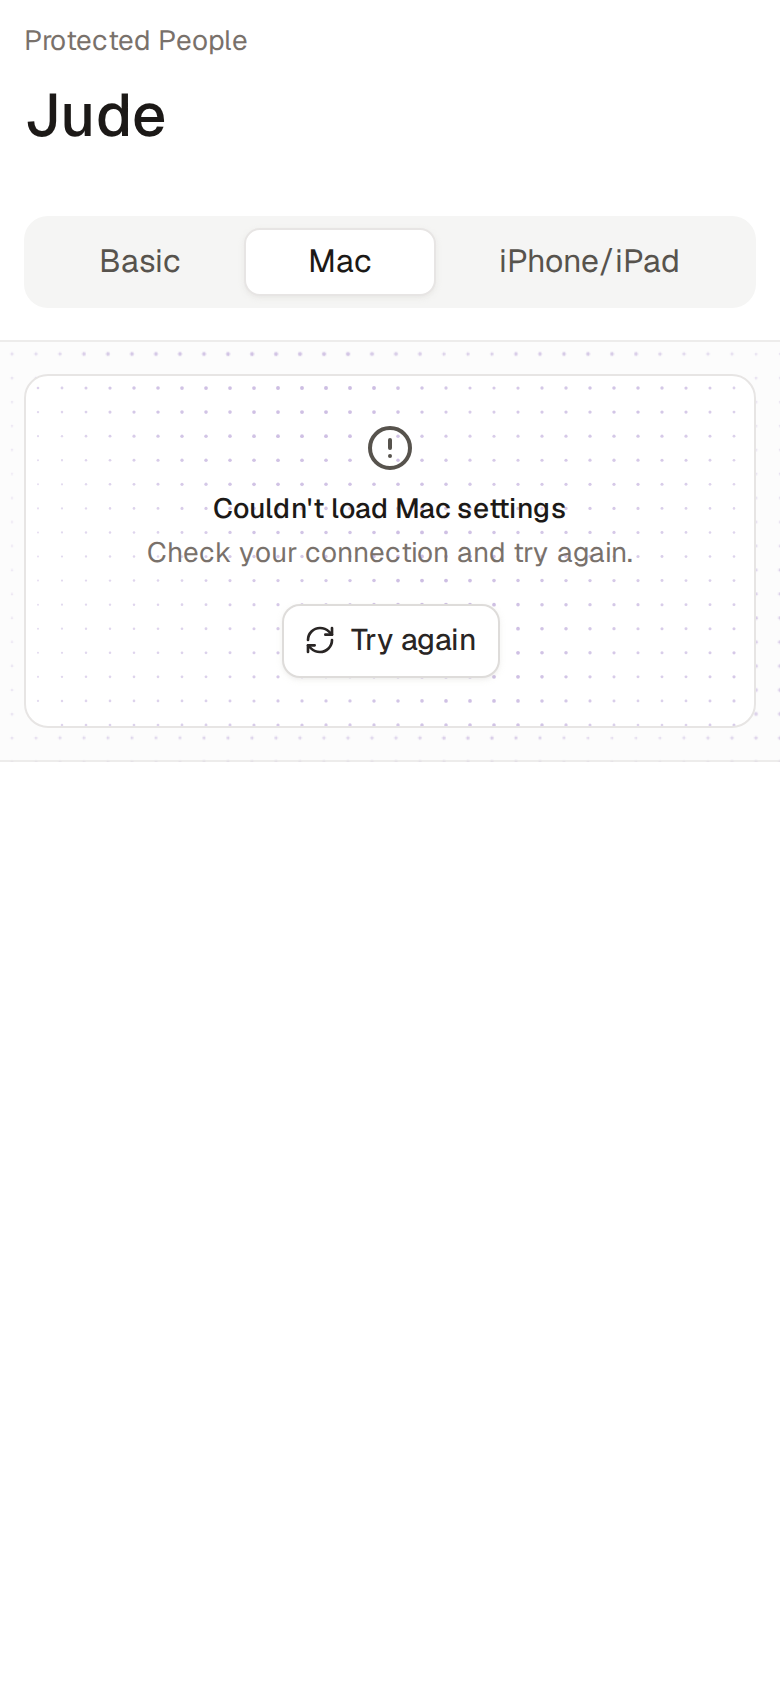 Protected People
Jude
Basic
Mac
iPhone/iPad
Couldn't load Mac settings
Check your connection and try again.
Try again